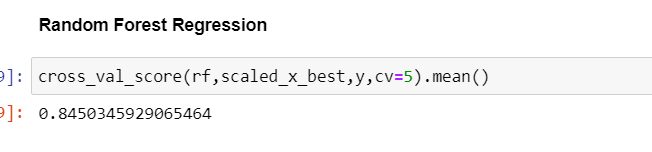 Random Forest Regression
9]: cross_val_score(rf,scaled_x_best,y,cv=5).mean()
9]: 0.8450345929065464